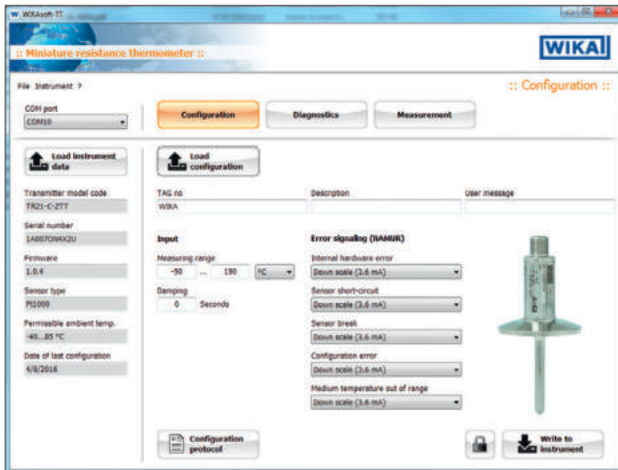 WIKAsoft-TT
:: Miniature resistance thermometer ::
WIKAI
File Instrument ?
:: Configuration ::
COM port
COM10
Configuration
Diagnostics
Measurement
Load instrument
data
Load
configuration
Transmitter model code
TR21-C-ZTT
TAG no
WIKA
Description
User message
Serial number
1A007ON4X2U
Input
Error signaling (NAMUR)
Firmware
1.0.4
Measuring range
-50 ... 150 °C
Internal hardware error
Down scale (3.6 mA)
Sensor type
Pt1000
Damping
0 Seconds
Sensor short-circuit
Down scale (3.6 mA)
Permissible ambient temp.
-40...85 °C
Sensor break
Down scale (3.6 mA)
Date of last configuration
4/8/2016
Configuration error
Down scale (3.6 mA)
Medium temperature out of range
Down scale (3.6 mA)
Configuration
protocol
Write to
instrument